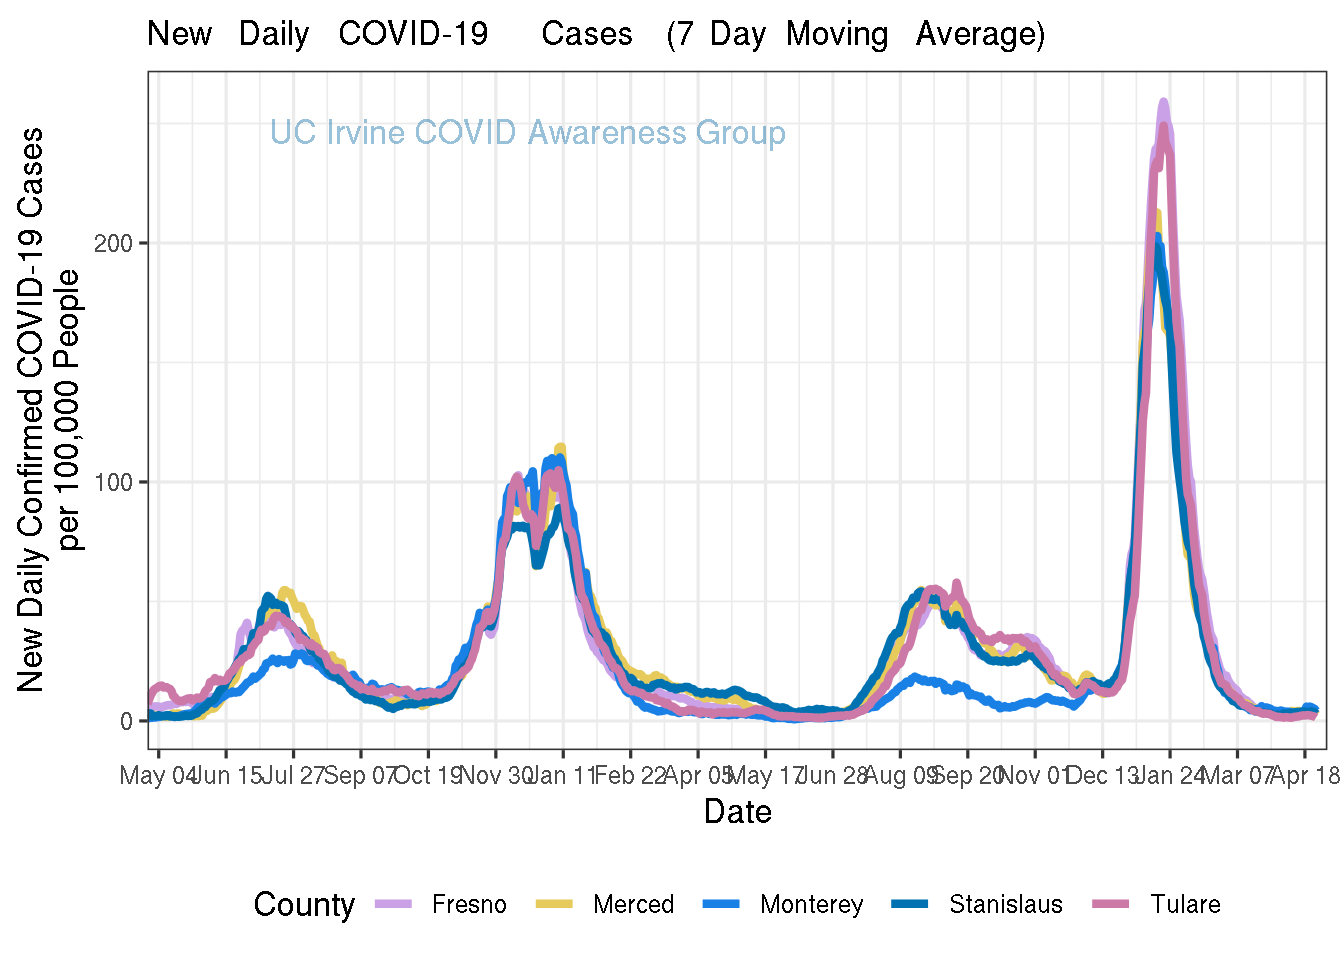 New Daily COVID-19 Cases (7 Day Moving Average)
UC Irvine COVID Awareness Group
New Daily Confirmed COVID-19 Cases
per 100,000 People
200
100
0
May 04 Jun 15 Jul 27 Sep 07 Oct 19 Nov 30 Jan 11 Feb 22 Apr 05 May 17 Jun 28 Aug 09 Sep 20 Nov 01 Dec 13 Jan 24 Mar 07 Apr 18
Date
County Fresno Merced Monterey Stanislaus Tulare